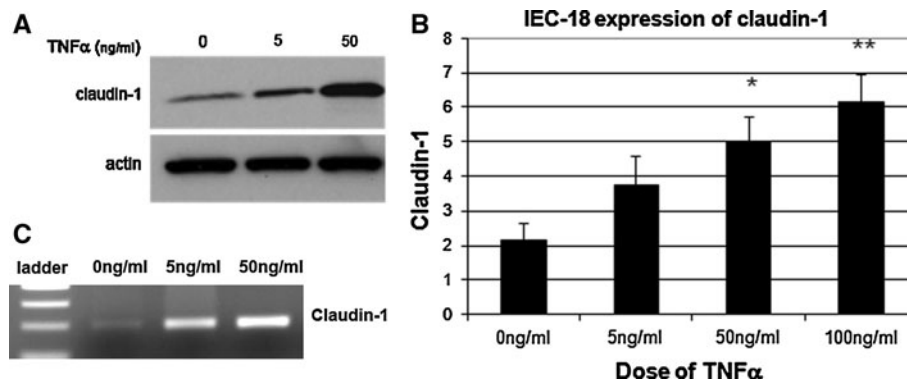 A
TNFα (ng/ml) 0 5 50
claudin-1
actin
B
IEC-18 expression of claudin-1
Claudin-1
8
7
6
5
4
3
2
1
0
* **
0ng/ml 5ng/ml 50ng/ml 100ng/ml
Dose of TNFα
C
ladder 0ng/ml 5ng/ml 50ng/ml
Claudin-1